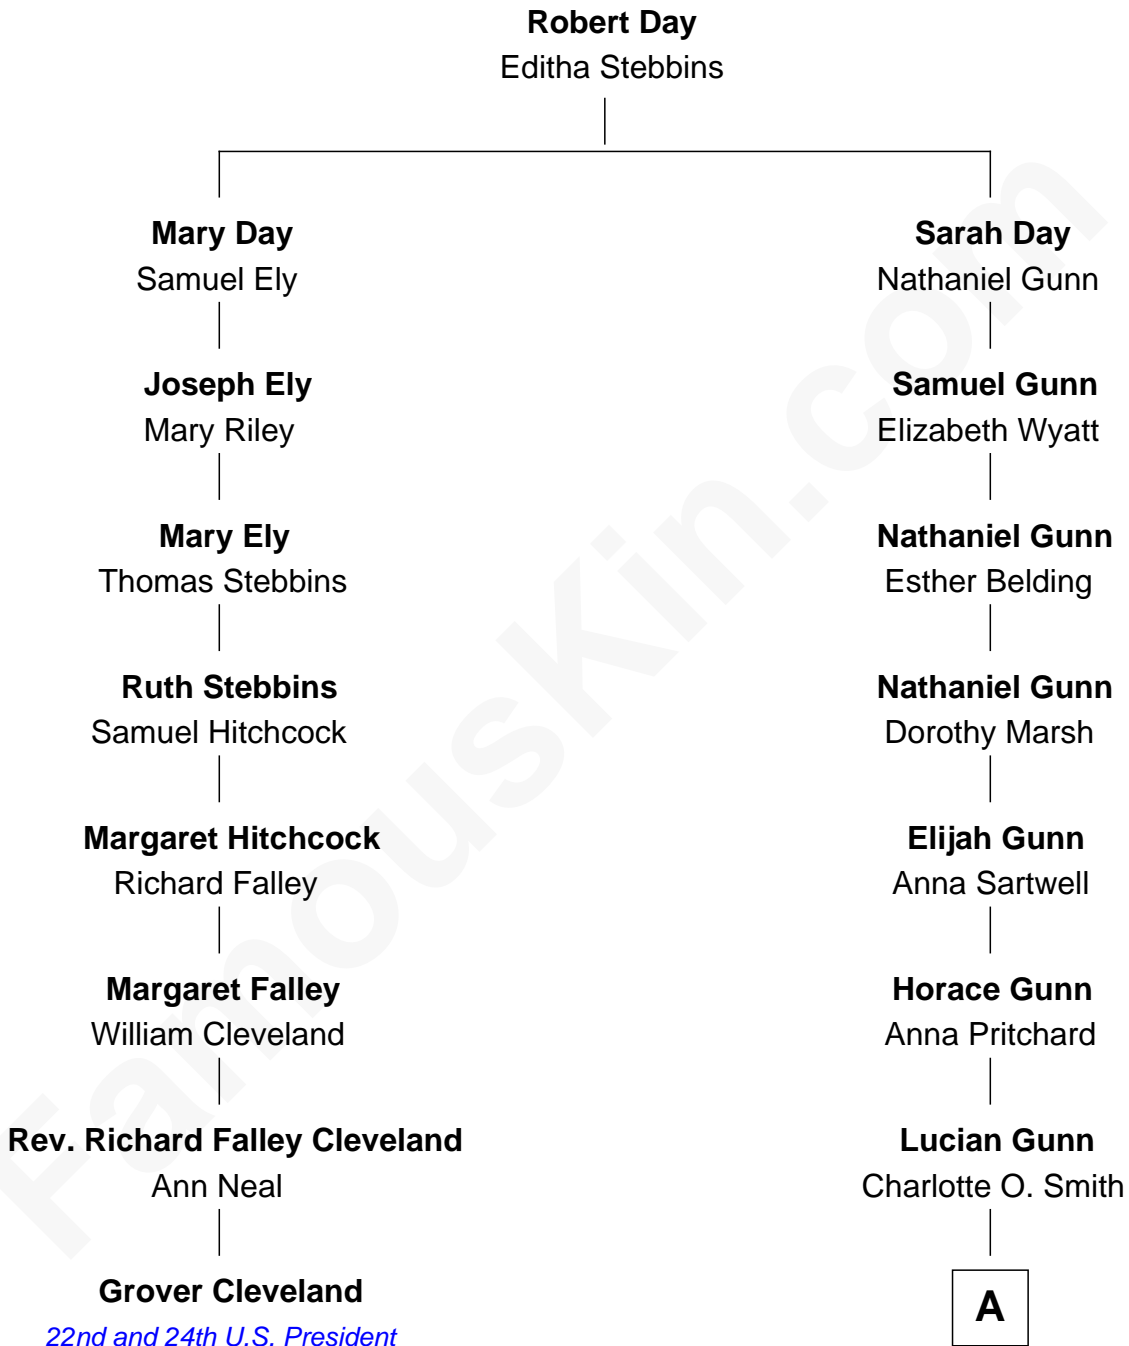 Robert Day
Editha Stebbins
Mary Day
Samuel Ely
Sarah Day
Nathaniel Gunn
Joseph Ely
Mary Riley
Samuel Gunn
Elizabeth Wyatt
Mary Ely
Thomas Stebbins
Nathaniel Gunn
Esther Belding
Ruth Stebbins
Samuel Hitchcock
Nathaniel Gunn
Dorothy Marsh
Margaret Hitchcock
Richard Falley
Elijah Gunn
Anna Sartwell
Margaret Falley
William Cleveland
Horace Gunn
Anna Pritchard
Rev. Richard Falley Cleveland
Ann Neal
Lucian Gunn
Charlotte O. Smith
Grover Cleveland
22nd and 24th U.S. President
A
FamousKin.com